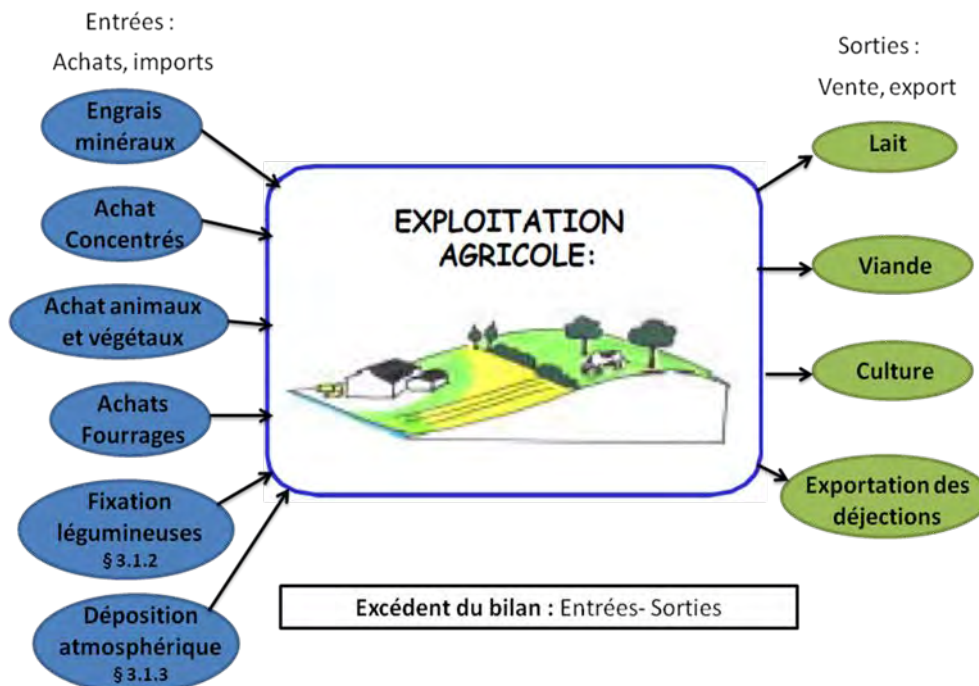 Entrées :
Achats, imports
Engrais
minéraux
Achat
Concentrés
Achat animaux
et végétaux
Achats
Fourrages
Fixation
légumineuses
§ 3.1.2
Déposition
atmosphérique
§ 3.1.3
EXPLOITATION
AGRICOLE:
Excédent du bilan : Entrées- Sorties
Sorties :
Vente, export
Lait
Viande
Culture
Exportation des
déjections